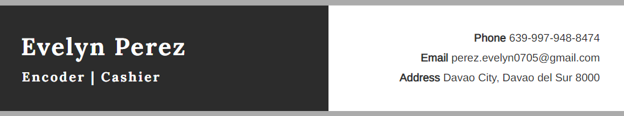 Evelyn Perez
Encoder | Cashier
Phone 639-997-948-8474
Email perez.evelyn0705@gmail.com
Address Davao City, Davao del Sur 8000